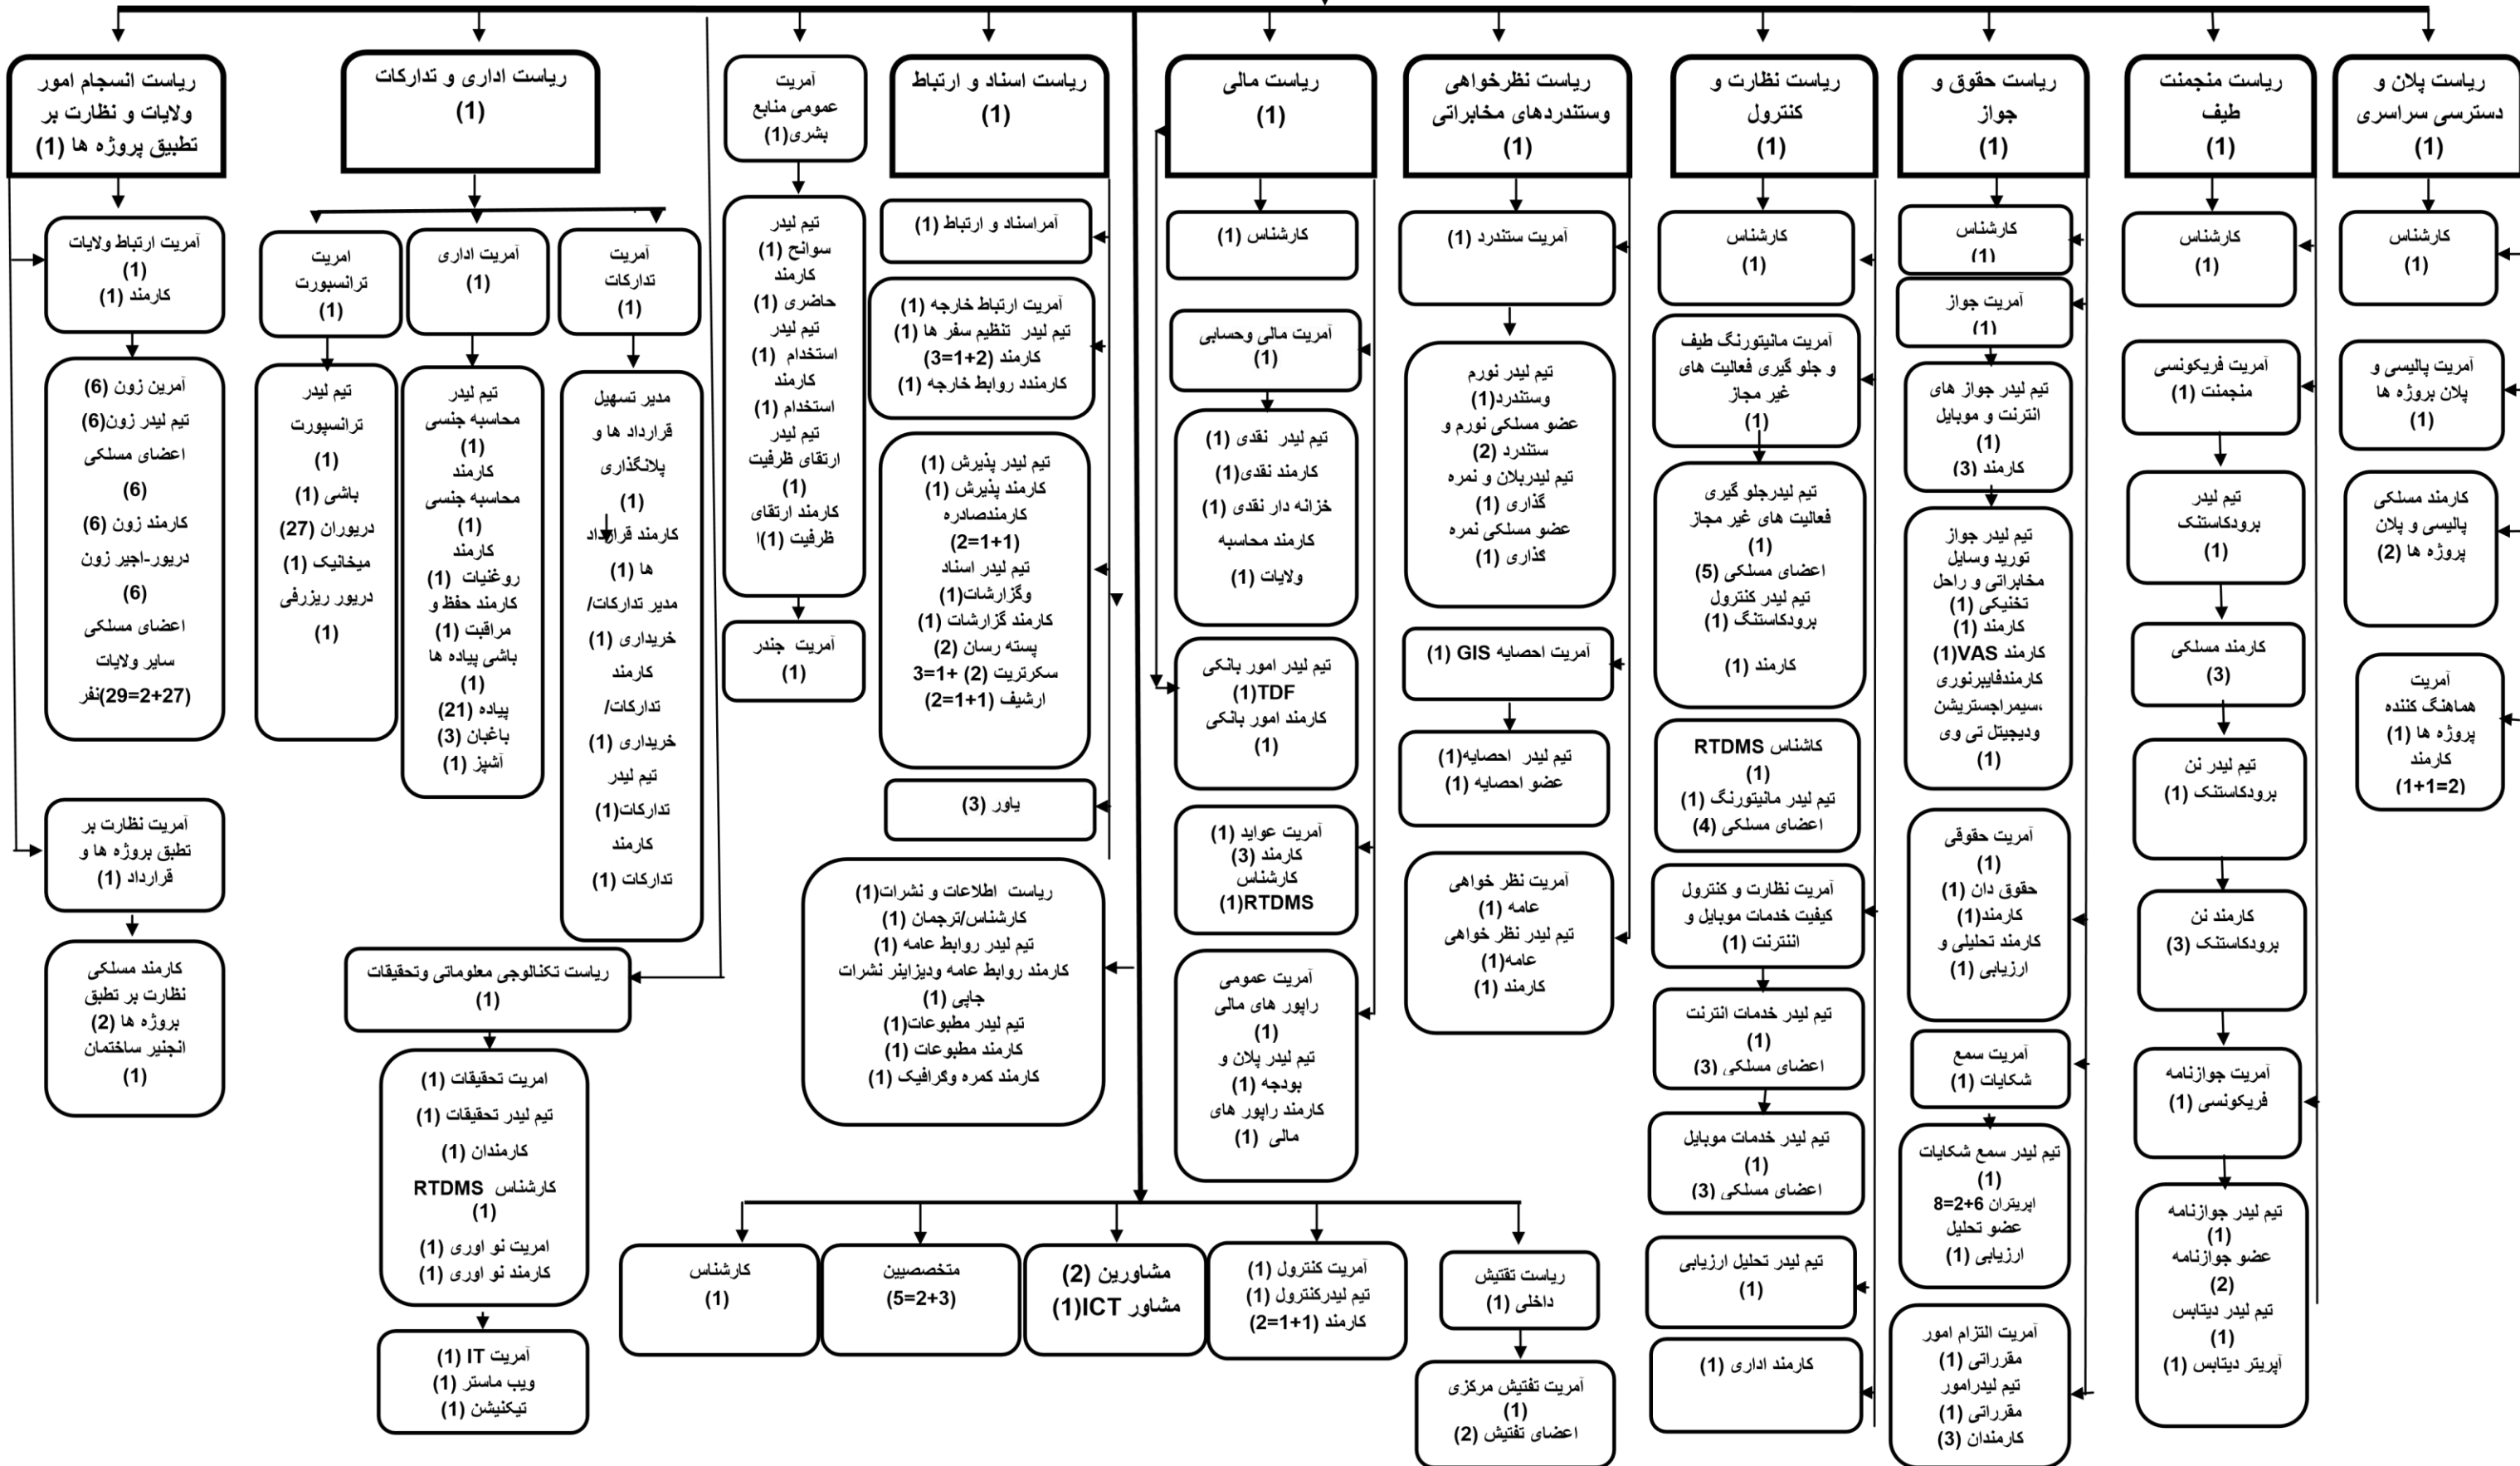 ریاست پلان و
دسترسی سراسری
(1)
کارشناس
(1)
آمریت پالیسی و
پلان بروژه ها
(1)
کارمند مسلکی
پالیسی و پلان
پروژه ها (2)
آمریت
هماهنگ کننده
پروژه ها (1)
کارمند
(1+1=2)
ریاست منجمنت
طیف
(1)
کارشناس
(1)
آمریت فریکونسی
منجمنت (1)
تیم لیدر
برودکاستنک
(1)
کارمند مسلکی
(3)
تیم لیدر نن
برودکاستنک (1)
کارمند نن
برودکاستنک (3)
آمریت جوازنامه
فریکونسی (1)
تیم لیدر جوازنامه
(1)
عضو جوازنامه
(2)
تیم لیدر دیتابس
(1)
آپریتر دیتابس (1)
ریاست حقوق و
جواز
(1)
کارشناس
(1)
آمریت جواز
(1)
تیم لیدر جواز های
انترنت و موبایل
(1)
کارمند (3)
تیم لیدر جواز
تورید وسایل
مخابراتی و راحل
تخنیکی (1)
کارمند (1)
کارمند VAS(1)
کارمندفایبرنوری
،سیمراجستریشن
ودیجیتل تی وی
(1)
آمریت حقوقی
(1)
حقوق دان (1)
کارمند(1)
کارمند تحلیلی و
ارزیابی (1)
آمریت سمع
شکایات (1)
تیم لیدر سمع شکایات
(1)
اپریتران 6+2=8
عضو تحلیل
ارزیابی (1)
آمریت التزام امور
مقرراتی (1)
تیم لیدرامور
مقرراتی (1)
کارمندان (3)
ریاست نظارت و
کنترول
(1)
کارشناس
(1)
آمریت مانیتورنگ طیف
و جلو گیری فعالیت های
غیر مجاز
(1)
تیم لیدرجلو گیری
فعالیت های غیر مجاز
(1)
اعضای مسلکی (5)
تیم لیدر کنترول
برودکاستنگ (1)
کارمند (1)
کاشناس RTDMS
(1)
تیم لیدر مانیتورنگ (1)
اعضای مسلکی (4)
آمریت نظارت و کنترول
کیفیت خدمات موبایل و
انترنت (1)
تیم لیدر خدمات انترنت
(1)
اعضای مسلکی (3)
تیم لیدر خدمات موبایل
(1)
اعضای مسلکی (3)
تیم لیدر تحلیل ارزیابی
(1)
کارمند اداری (1)
ریاست نظرخواهی
وستندردهای مخابراتی
(1)
آمریت ستندرد (1)
تیم لیدر نورم
وستندرد(1)
عضو مسلکی نورم و
ستندرد (2)
تیم لیدرپلان و نمره
گذاری (1)
عضو مسلکی نمره
گذاری (1)
آمریت احصایه GIS (1)
تیم لیدر احصایه(1)
عضو احصایه (1)
آمریت نظر خواهی
عامه (1)
تیم لیدر نظر خواهی
عامه(1)
کارمند (1)
ریاست مالی
(1)
کارشناس (1)
آمریت مالی وحسابی
(1)
تیم لیدر نقدی (1)
کارمند نقدی(1)
خزانه دار نقدی (1)
کارمند محاسبه
ولایات (1)
تیم لیدر امور بانکی
TDF(1)
کارمند امور بانکی
(1)
آمریت عواید (1)
کارمند (3)
کارشناس
RTDMS(1)
آمریت عمومی
راپور های مالی
(1)
تیم لیدر پلان و
بودجه (1)
کارمند راپور های
مالی (1)
ریاست اسناد و ارتباط
(1)
آمراسناد و ارتباط (1)
آمریت ارتباط خارجه (1)
تیم لیدر تنظیم سفر ها (1)
کارمند (2+1=3)
کارمندد روابط خارجه (1)
تیم لیدر پذیرش (1)
کارمند پذیرش (1)
کارمندصادره
(1+1=2)
تیم لیدر اسناد
وگزارشات(1)
کارمند گزارشات (1)
پسته رسان (2)
سکرتریت (2) +1=3
ارشیف (1+1=2)
یاور (3)
ریاست اطلاعات و نشرات(1)
کارشناس/ترجمان (1)
تیم لیدر روابط عامه (1)
کارمند روابط عامه ودیزاینر نشرات
جاپی (1)
تیم لیدر مطبوعات(1)
کارمند مطبوعات (1)
کارمند کمره وگرافیک (1)
آمریت
عمومی منابع
بشری(1)
تیم لیدر
سوانح (1)
کارمند
حاضری (1)
تیم لیدر
استخدام (1)
کارمند
استخدام (1)
تیم لیدر
ارتقای ظرفیت
(1)
کارمند ارتقای
ظرفیت (1)ا
آمریت جندر
(1)
ریاست اداری و تدارکات
(1)
آمریت
تدارکات
(1)
مدیر تسهیل
قرارداد ها و
پلانگذاری
(1)
کارمند قرارداد
ها (1)
مدیر تدارکات/
خریداری (1)
کارمند
تدارکات/
خریداری (1)
تیم لیدر
تدارکات(1)
کارمند
تدارکات (1)
آمریت اداری
(1)
تیم لیدر
محاسبه جنسی
(1)
کارمند
محاسبه جنسی
(1)
کارمند
روغنیات (1)
کارمند حفظ و
مراقبت (1)
باشی پیاده ها
(1)
پیاده (21)
باغبان (3)
آشپز (1)
امریت
ترانسپورت
(1)
تیم لیدر
ترانسپورت
(1)
باشی (1)
دریوران (27)
میخانیک (1)
دریور ریزرفی
(1)
ریاست تکنالوجی معلوماتی وتحقیقات
(1)
امریت تحقیقات (1)
تیم لیدر تحقیقات (1)
کارمندان (1)
کارشناس RTDMS
(1)
امریت نو اوری (1)
کارمند نو اوری (1)
آمریت IT (1)
ویب ماستر (1)
تیکنیشن (1)
ریاست انسجام امور
ولایات و نظارت بر
تطبیق پروژه ها (1)
آمریت ارتباط ولایات
(1)
کارمند (1)
آمرین زون (6)
تیم لیدر زون(6)
اعضای مسلکی
(6)
کارمند زون (6)
دریور-اجیر زون
(6)
اعضای مسلکی
سایر ولایات
(27+2=29)نفر
آمریت نظارت بر
تطبق بروژه ها و
قرارداد (1)
کارمند مسلکی
نظارت بر تطبق
بروژه ها (2)
انجنیر ساختمان
(1)
ریاست تفتیش
داخلی (1)
آمریت تفتیش مرکزی
(1)
اعضای تفتیش (2)
آمریت کنترول (1)
تیم لیدرکنترول (1)
کارمند (1+1=2)
مشاورین (2)
مشاور ICT(1)
متخصصیین
(3+2=5)
کارشناس
(1)